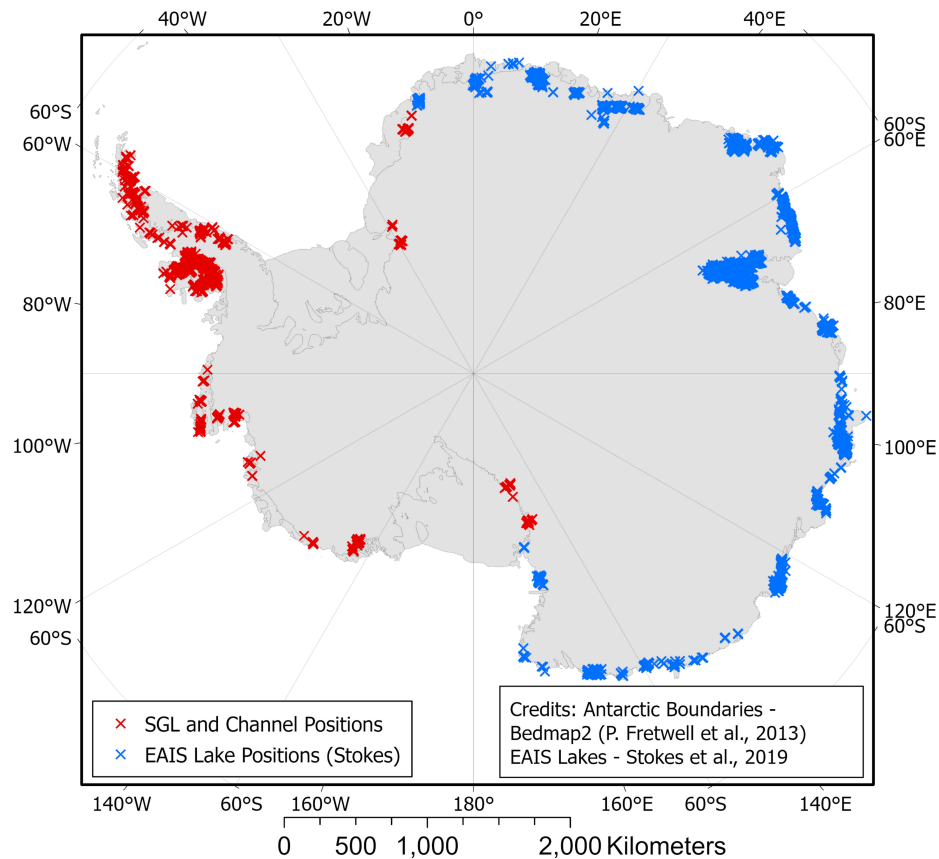 40°W 20°W 0° 20°E 40°E
60°S
60°W
60°S
60°E
80°W
80°E
100°W
100°E
120°W
60°S
120°E
60°S
SGL and Channel Positions
EAIS Lake Positions (Stokes)
Credits: Antarctic Boundaries -
Bedmap2 (P. Fretwell et al., 2013)
EAIS Lakes - Stokes et al., 2019
140°W 60°S 160°W 180° 160°E 60°S 140°E
0 500 1,000 2,000 Kilometers